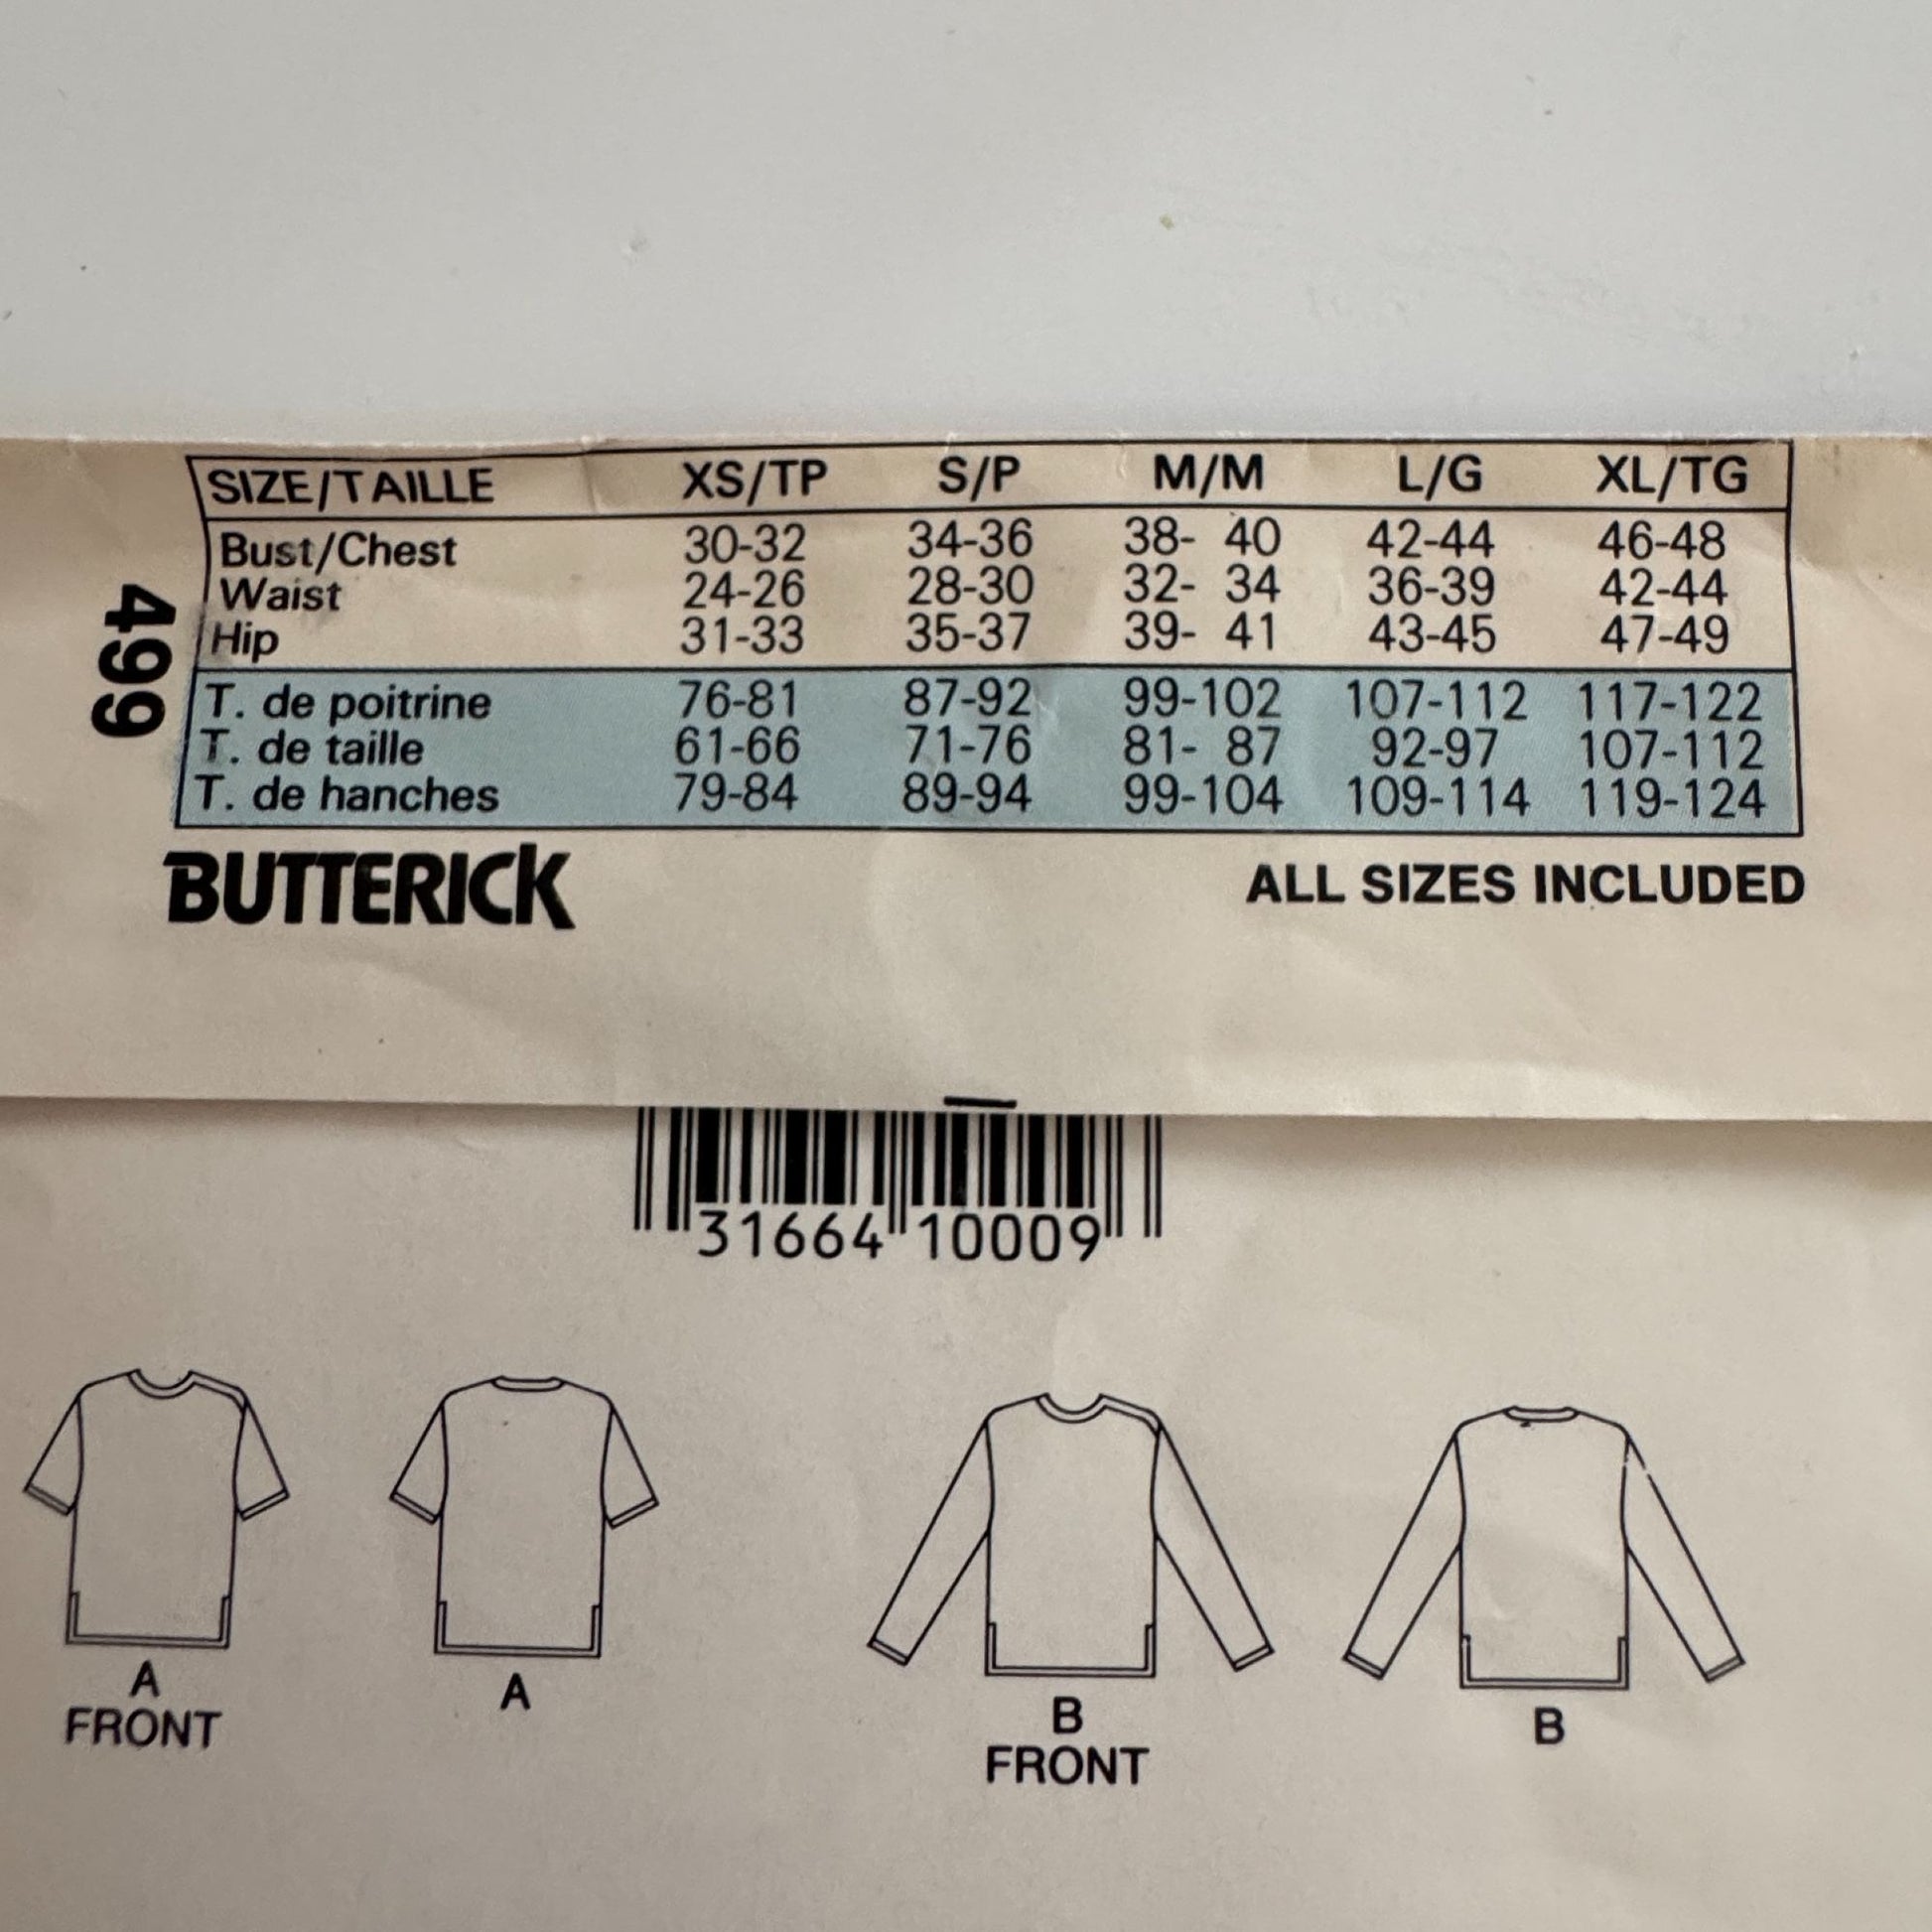 SIZE/TAILLE XS/TP S/P M/M L/G XL/TG
Bust/Chest 30-32 34-36 38- 40 42-44 46-48
Waist 24-26 28-30 32- 34 36-39 42-44
Hip 31-33 35-37 39- 41 43-45 47-49
T. de poitrine 76-81 87-92 99-102 107-112 117-122
T. de taille 61-66 71-76 81- 87 92-97 107-112
T. de hanches 79-84 89-94 99-104 109-114 119-124
499
BUTTERICK ALL SIZES INCLUDED
31664 10009
A
FRONT
A
B
FRONT
B